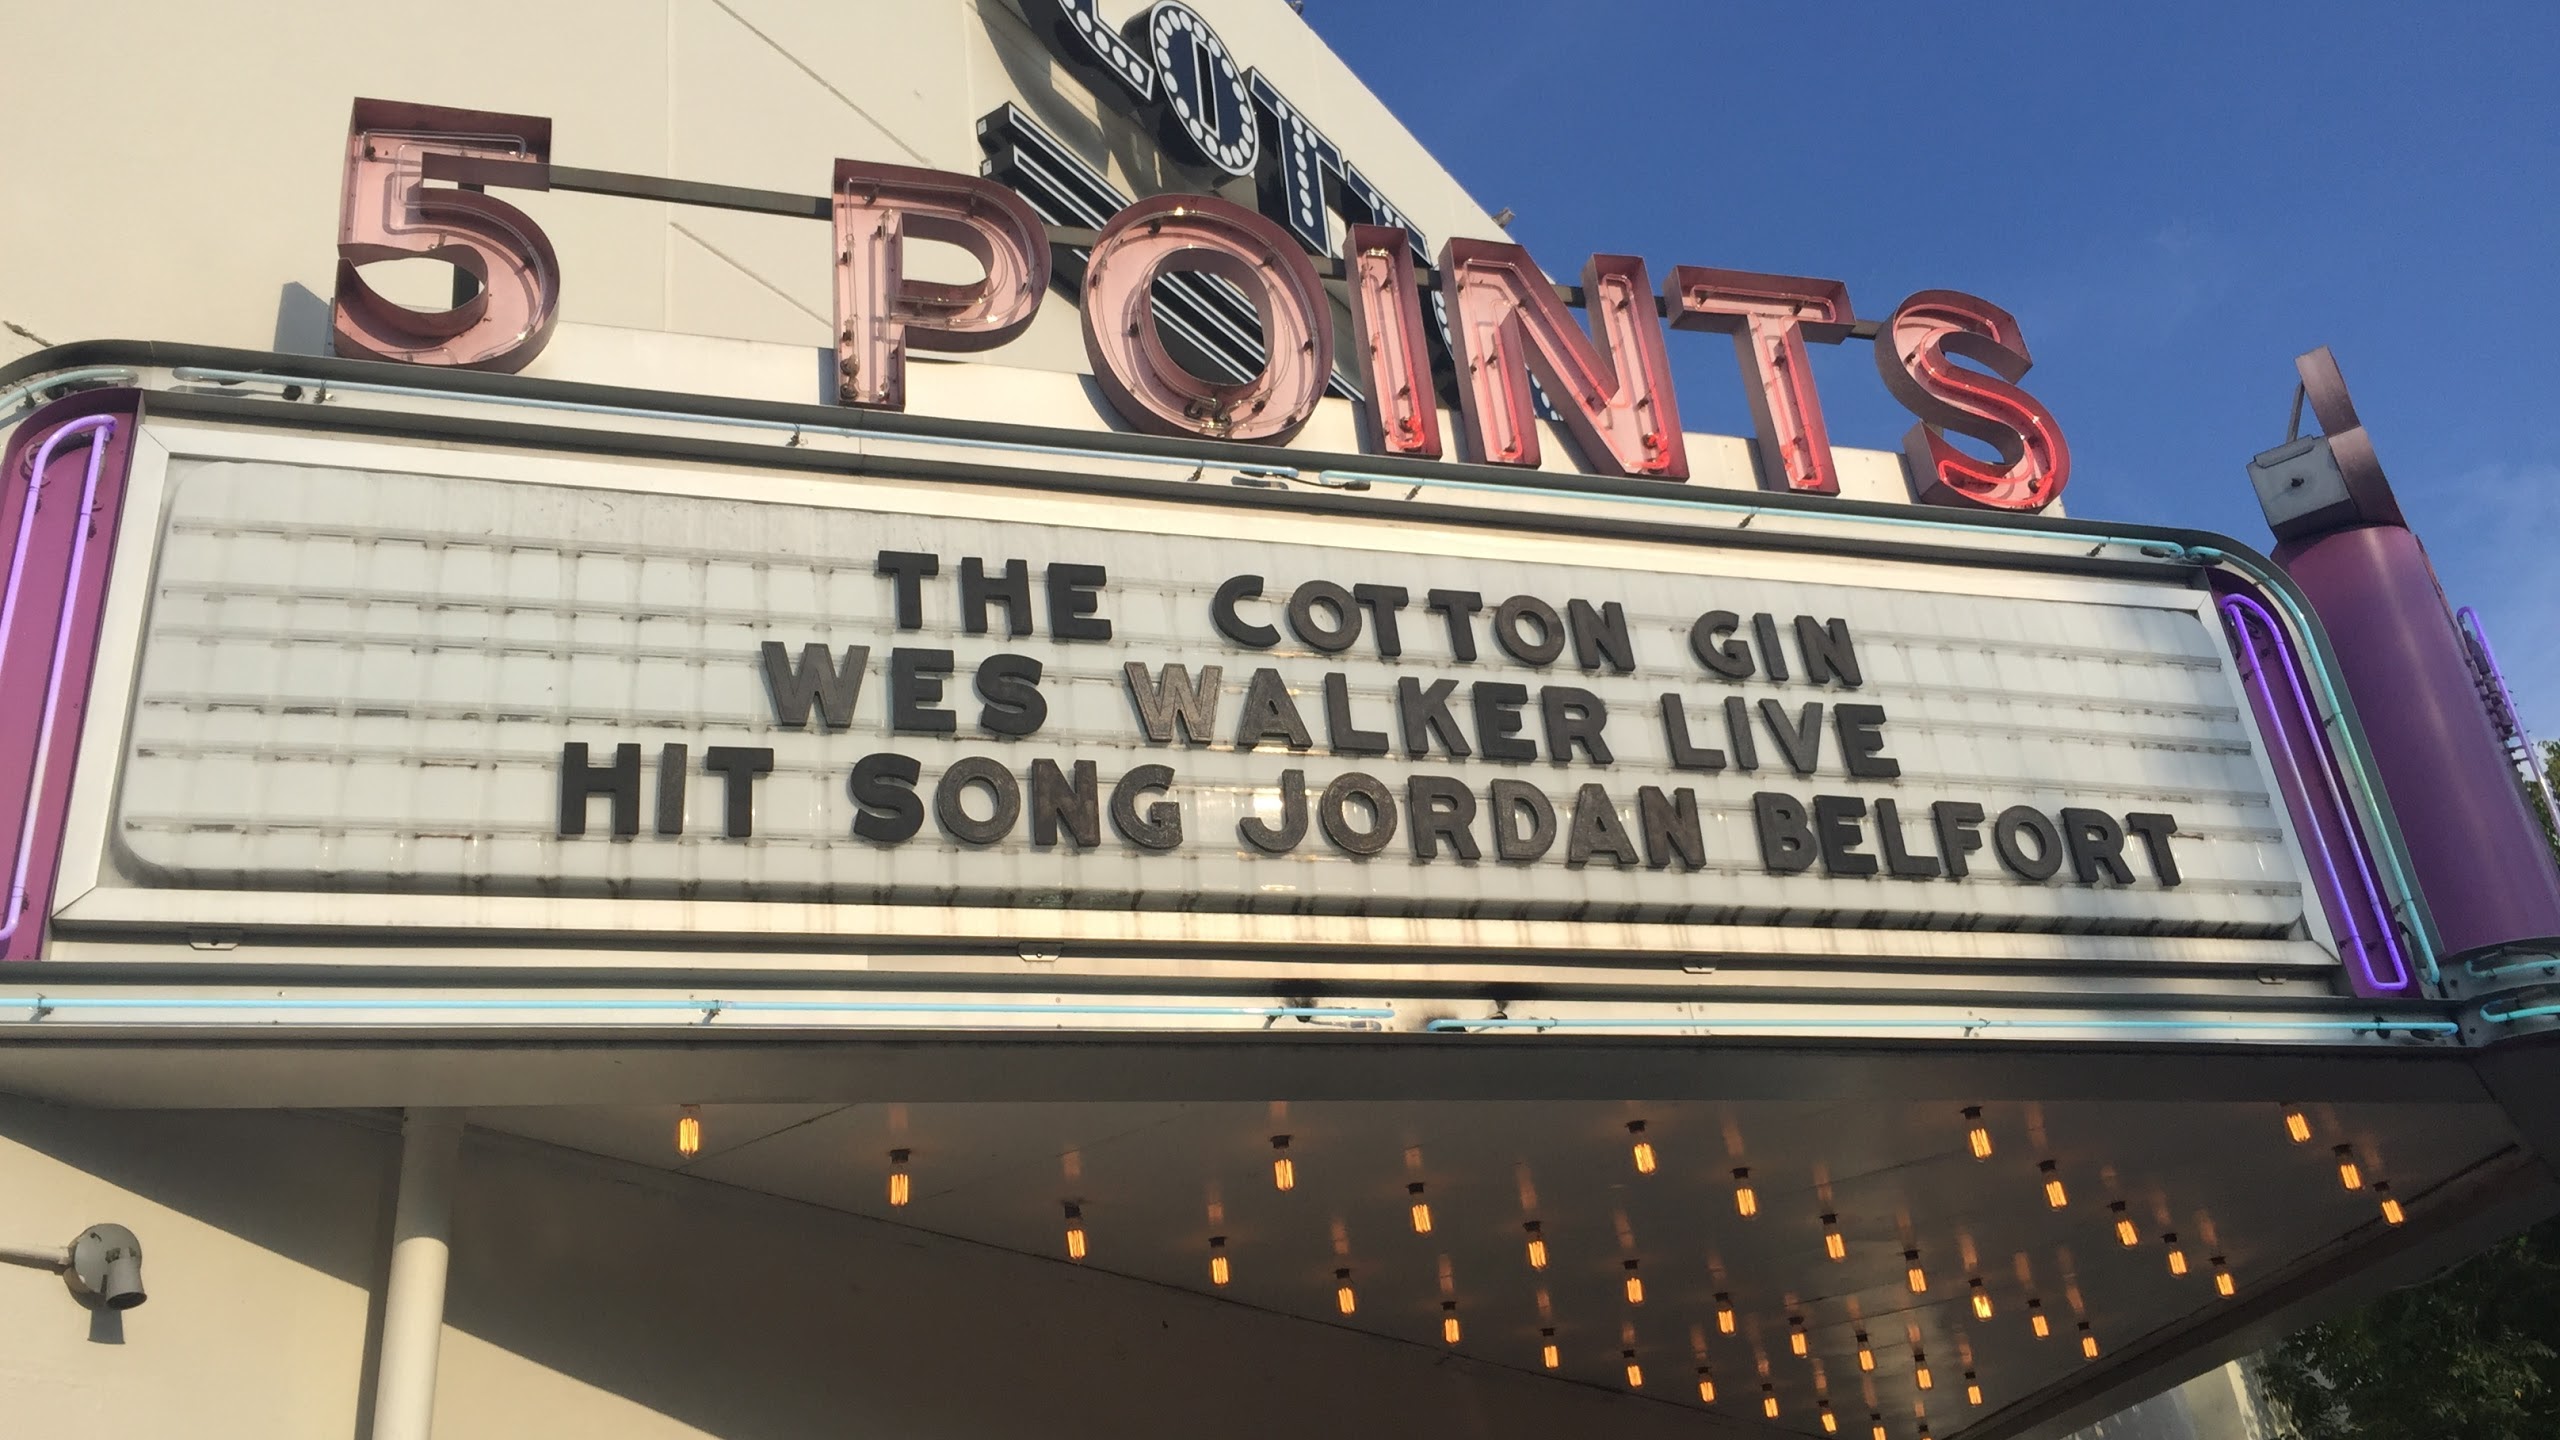 5 POINTS
THE COTTON GIN
WES WALKER LIVE
HIT SONG JORDAN BELFORT